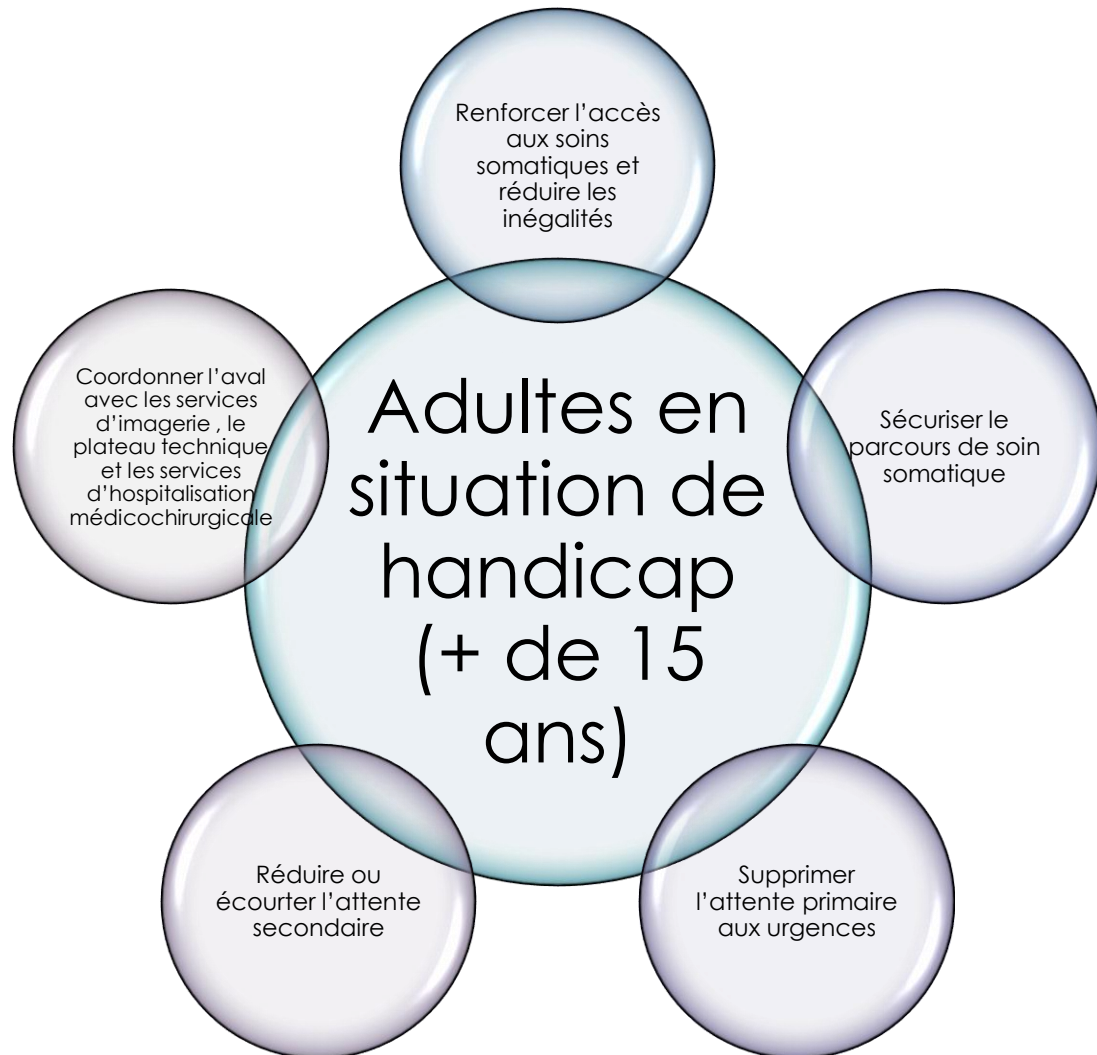 Renforcer l'accès
aux soins
somatiques et
réduire les
inégalités
Adultes en
situation de
handicap
(+ de 15
ans)
Sécuriser le
parcours de soin
somatique
Supprimer
l'attente primaire
aux urgences
Réduire ou
écourter l'attente
secondaire
Coordonner l'aval
avec les services
d'imagerie , le
plateau technique
et les services
d'hospitalisation
médicochirurgicale